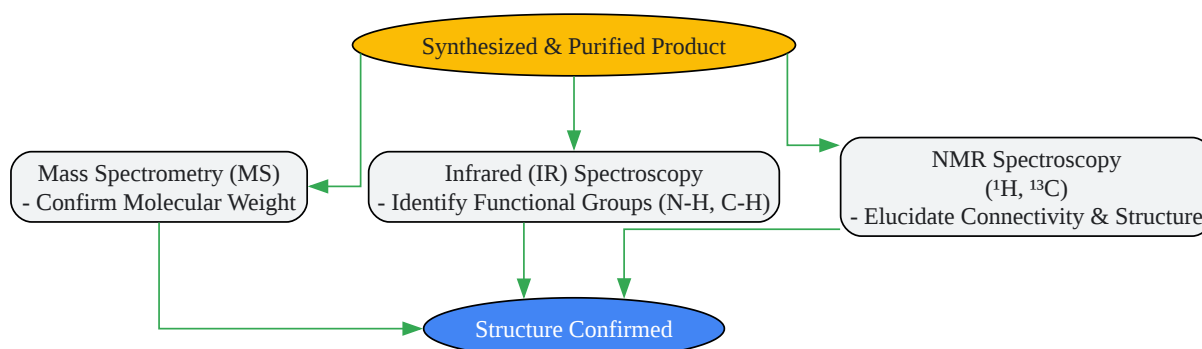 Synthesized & Purified Product
Mass Spectrometry (MS)
- Confirm Molecular Weight
Infrared (IR) Spectroscopy
- Identify Functional Groups (N-H, C-H)
NMR Spectroscopy
(¹H, ¹³C)
- Elucidate Connectivity & Structure
Structure Confirmed